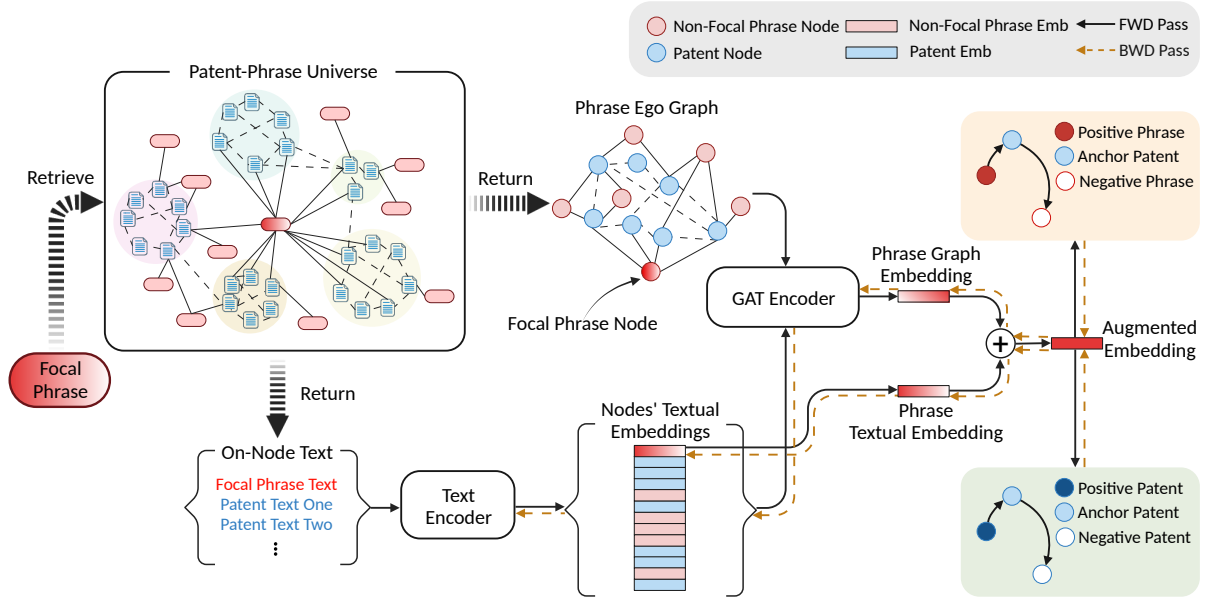 Non-Focal Phrase Node
Non-Focal Phrase Emb
FWD Pass
Patent Node
Patent Emb
BWD Pass
Patent-Phrase Universe
Phrase Ego Graph
Retrieve
Return
Positive Phrase
Anchor Patent
Negative Phrase
Phrase Graph
Embedding
GAT Encoder
Focal Phrase Node
+
Augmented
Embedding
Focal
Phrase
Return
Phrase
Textual Embedding
Nodes' Textual
Embeddings
On-Node Text
Focal Phrase Text
Patent Text One
Patent Text Two
⋮
Text
Encoder
Positive Patent
Anchor Patent
Negative Patent